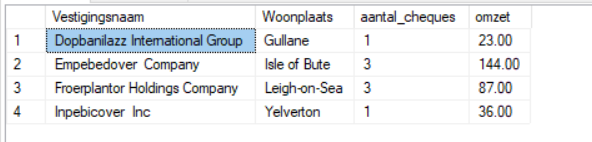 Vestigingsnaam Woonplaats aantal_cheques omzet
1 Dopbanilazz International Group Gullane 1 23.00
2 Empebedover Company Isle of Bute 3 144.00
3 Froerplantor Holdings Company Leigh-on-Sea 3 87.00
4 Inpebicover Inc Yelverton 1 36.00